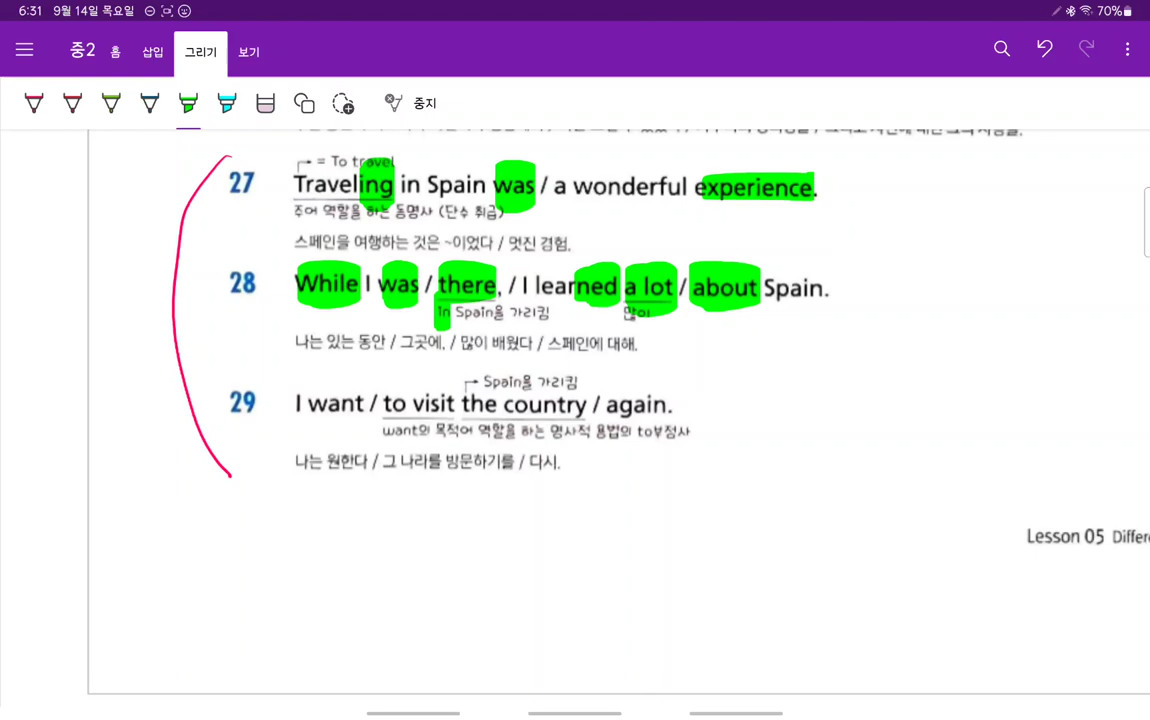 6:31 9월 14일 목요일 70%
중2 홈 삽입 그리기 보기
중지
= To travel
27 Traveling in Spain was / a wonderful experience.
주어 역할을 하는 동명사 (단수 취급)
스페인을 여행하는 것은 ~이었다 / 멋진 경험.
28 While I was / there, / I learned a lot / about Spain.
in Spain을 가리킴 많이
나는 있는 동안 / 그곳에, / 많이 배웠다 / 스페인에 대해.
Spain을 가리킴
29 I want / to visit the country / again.
want의 목적어 역할을 하는 명사적 용법의 to부정사
나는 원한다 / 그 나라를 방문하기를 / 다시.
Lesson 05 Differe